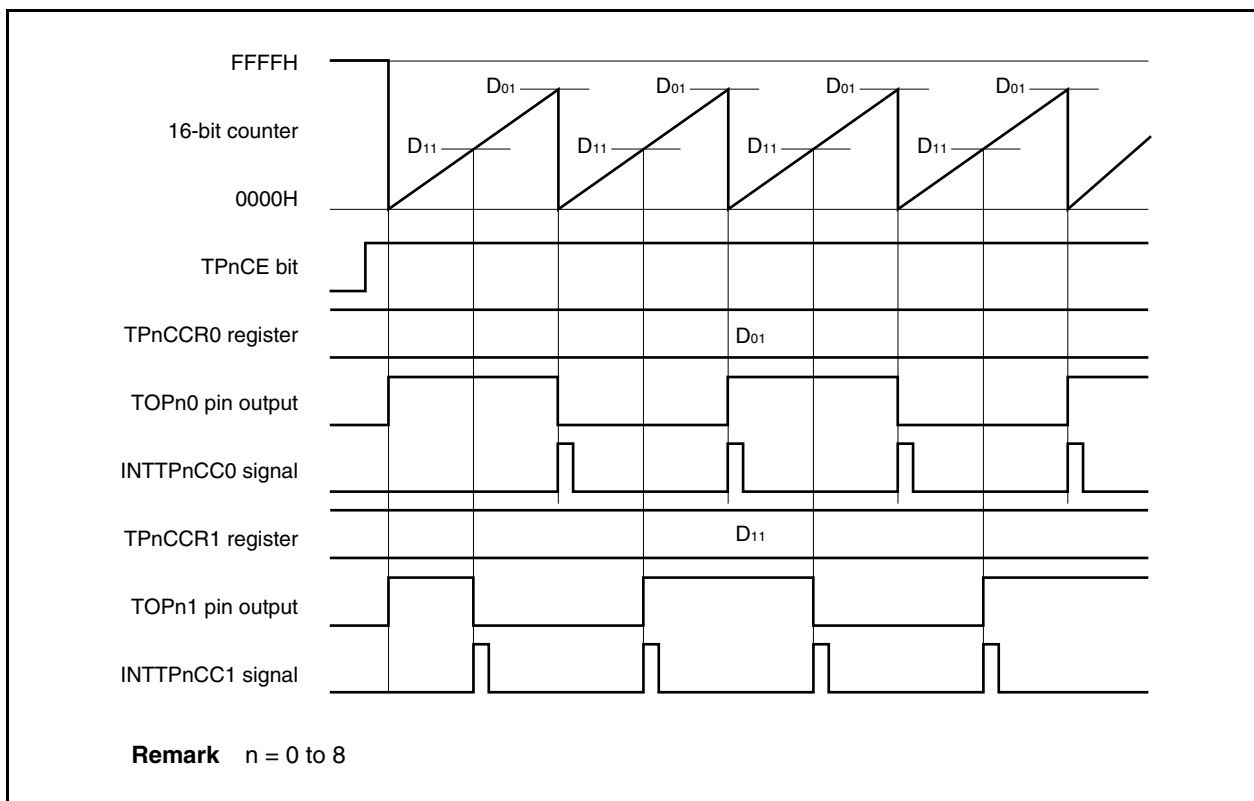 FFFFH
D01 D01 D01 D01
16-bit counter
D11 D11 D11 D11
0000H
TPnCE bit
TPnCCR0 register D01
TOPn0 pin output
INTTPnCC0 signal
TPnCCR1 register D11
TOPn1 pin output
INTTPnCC1 signal
Remark n = 0 to 8